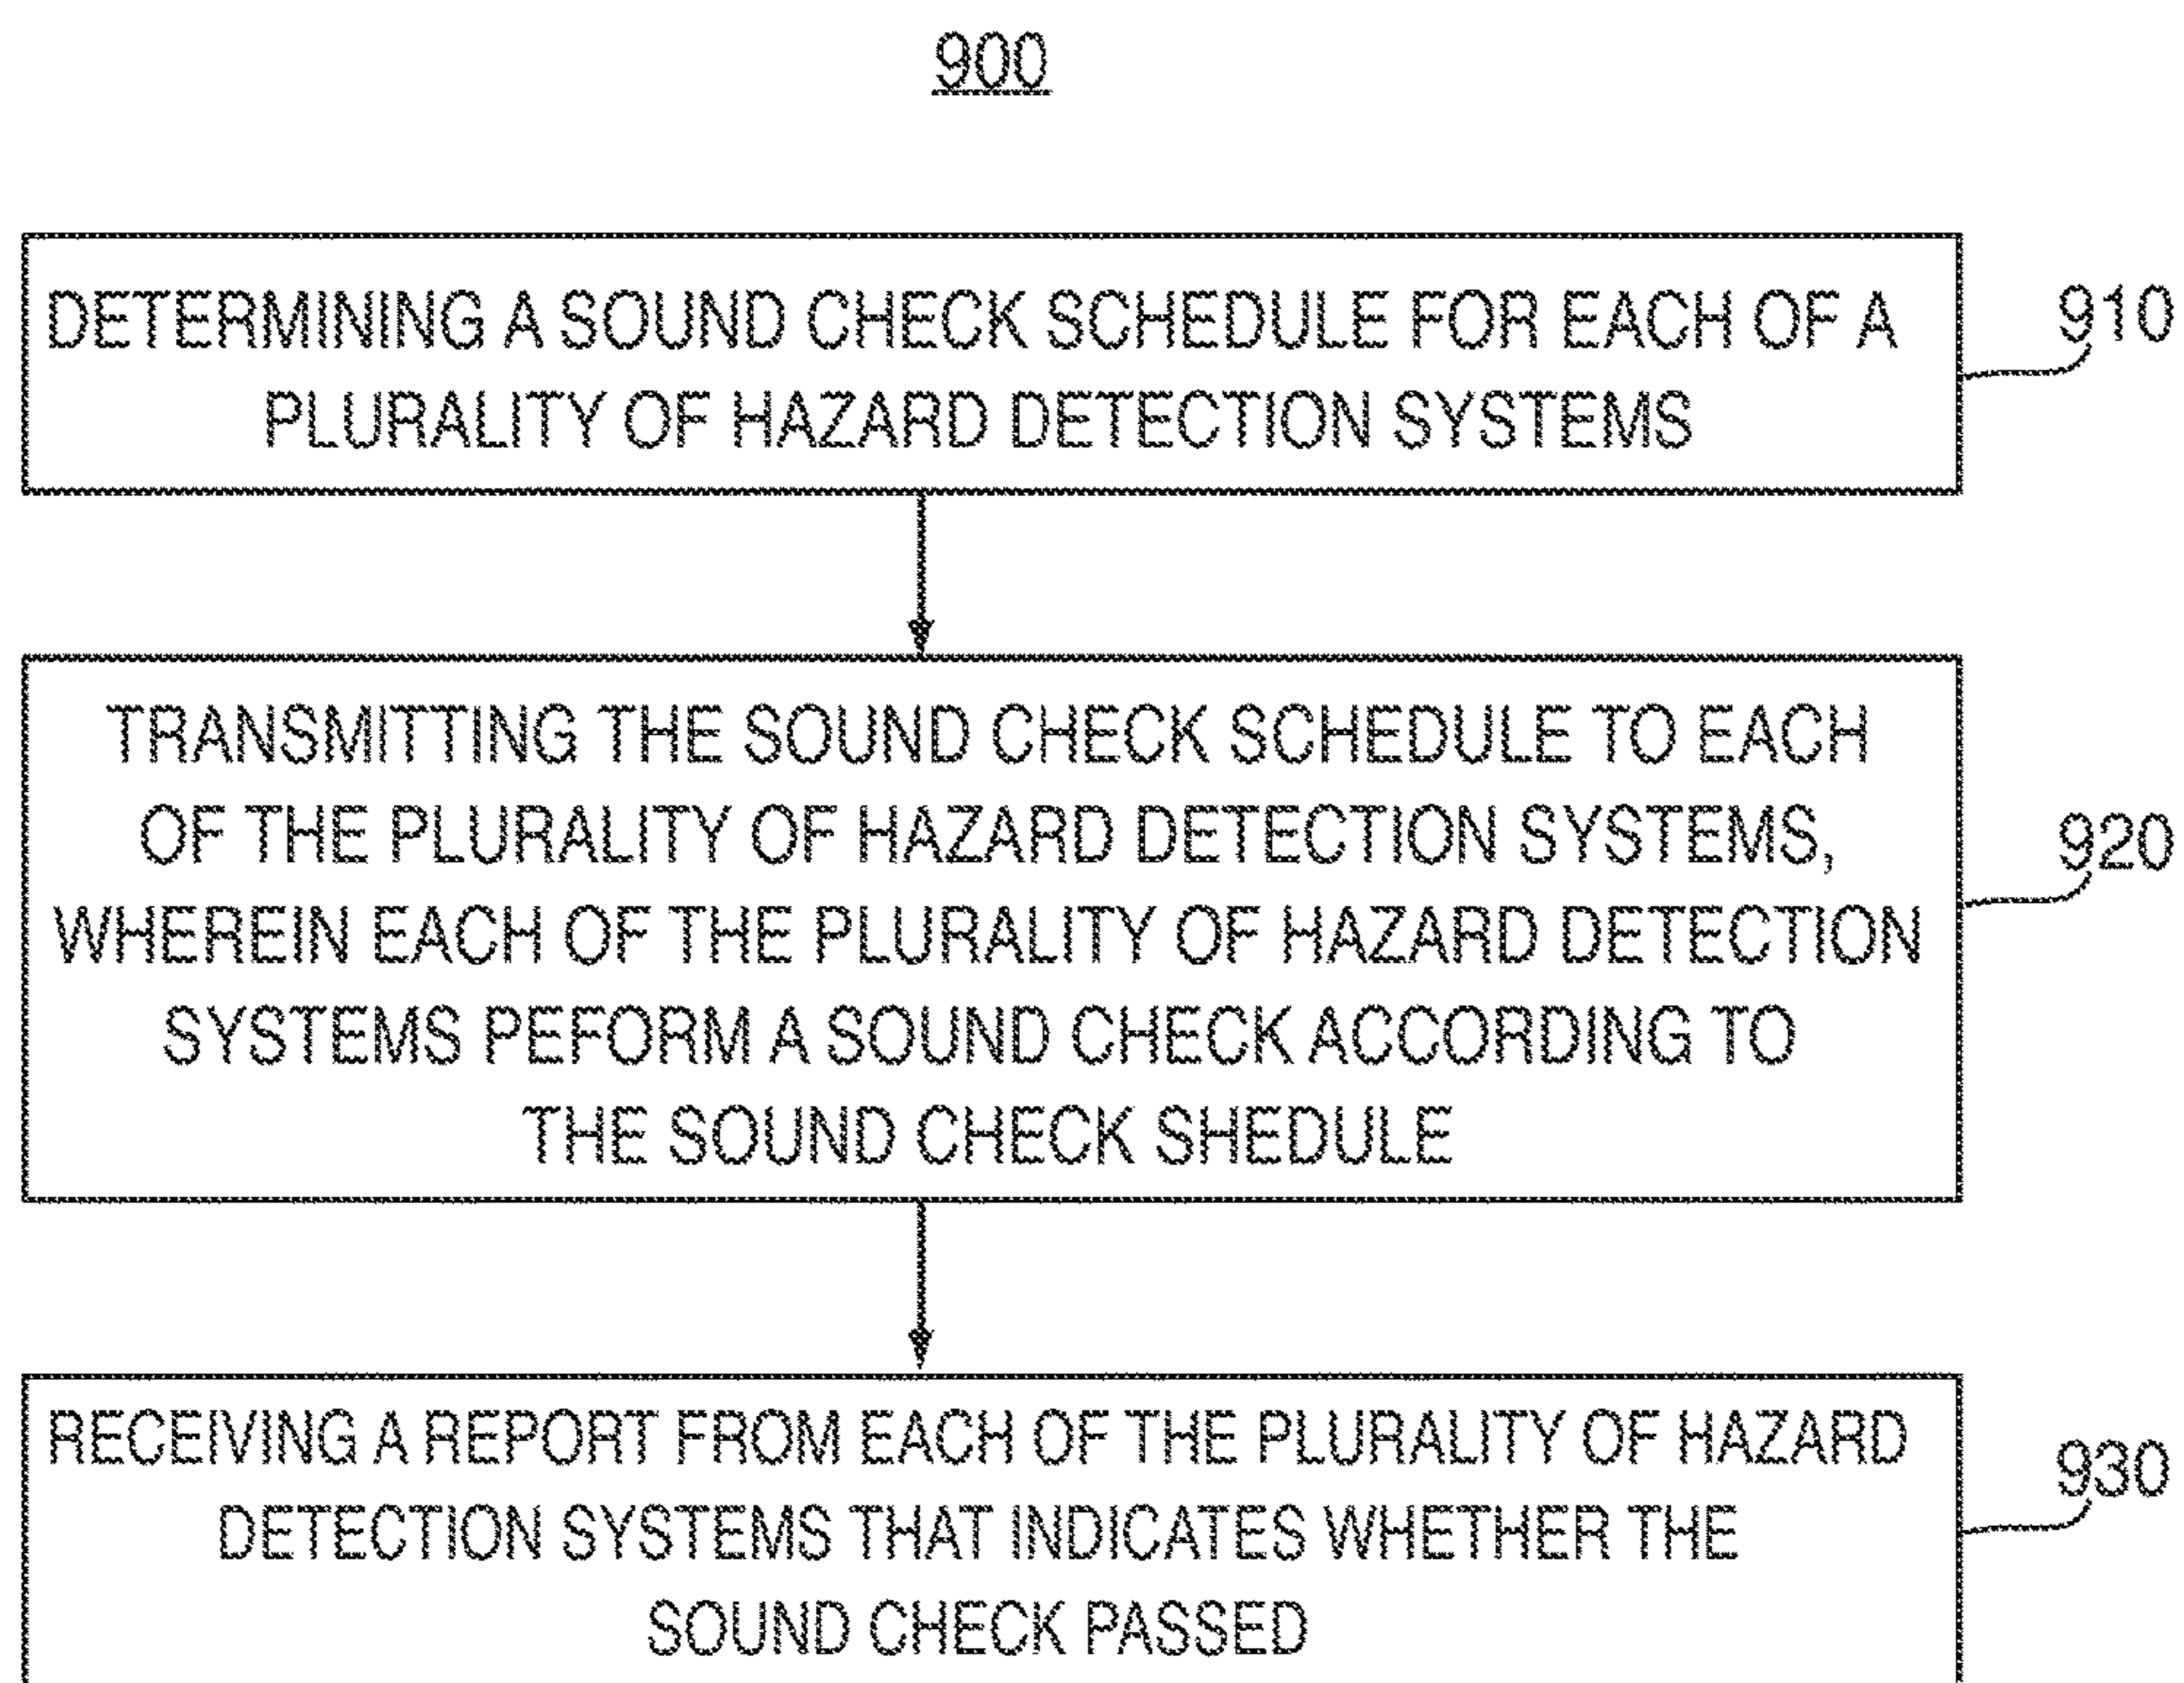 900
DETERMINING A SOUND CHECK SCHEDULE FOR EACH OF A
PLURALITY OF HAZARD DETECTION SYSTEMS
910
TRANSMITTING THE SOUND CHECK SCHEDULE TO EACH
OF THE PLURALITY OF HAZARD DETECTION SYSTEMS,
WHEREIN EACH OF THE PLURALITY OF HAZARD DETECTION
SYSTEMS PEFORM A SOUND CHECK ACCORDING TO
THE SOUND CHECK SHEDULE
920
RECEIVING A REPORT FROM EACH OF THE PLURALITY OF HAZARD
DETECTION SYSTEMS THAT INDICATES WHETHER THE
SOUND CHECK PASSED
930